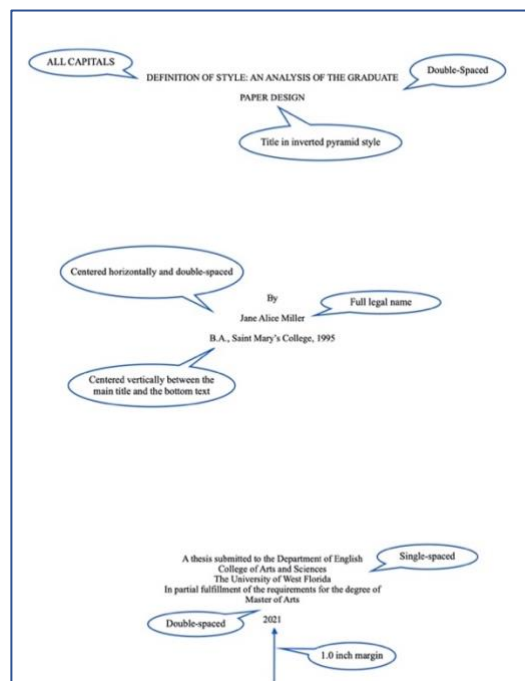 ALL CAPITALS
DEFINITION OF STYLE: AN ANALYSIS OF THE GRADUATE
Double-Spaced
PAPER DESIGN
Title in inverted pyramid style
Centered horizontally and double-spaced
By
Full legal name
Jane Alice Miller
B.A., Saint Mary's College, 1995
Centered vertically between the
main title and the bottom text
A thesis submitted to the Department of English
College of Arts and Sciences
Single-spaced
The University of West Florida
In partial fulfillment of the requirements for the degree of
Master of Arts
Double-spaced
2021
1.0 inch margin